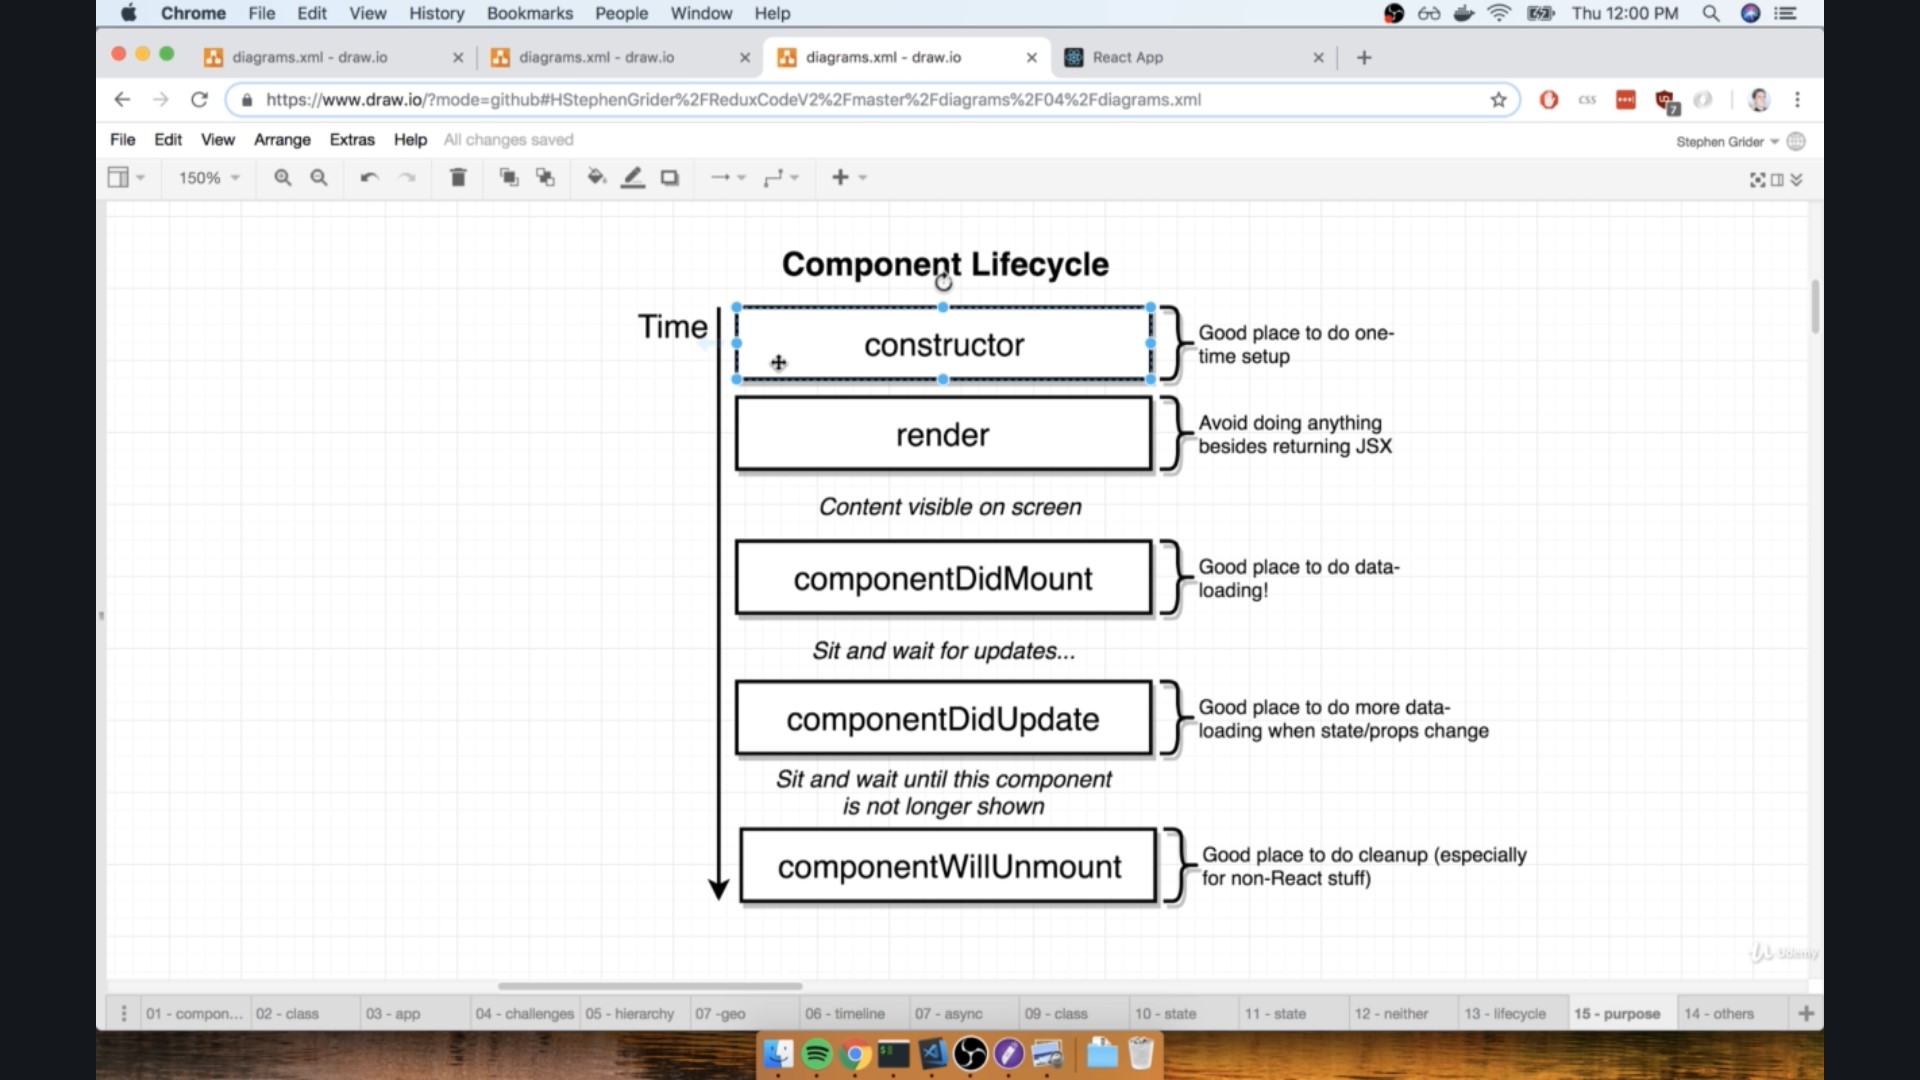 Chrome File Edit View History Bookmarks People Window Help Thu 12:00 PM
diagrams.xml - draw.io diagrams.xml - draw.io diagrams.xml - draw.io React App
https://www.draw.io/?mode=github#HStephenGrider%2FReduxCodeV2%2Fmaster%2Fdiagrams%2F04%2Fdiagrams.xml CSS 7
File Edit View Arrange Extras Help All changes saved Stephen Grider
150%
Component Lifecycle
Time
constructor
Good place to do one-
time setup
render
Avoid doing anything
besides returning JSX
Content visible on screen
componentDidMount
Good place to do data-
loading!
Sit and wait for updates...
componentDidUpdate
Good place to do more data-
loading when state/props change
Sit and wait until this component
is not longer shown
componentWillUnmount
Good place to do cleanup (especially
for non-React stuff)
Udemy
01 - compon... 02 - class 03 - app 04 - challenges 05 - hierarchy 07 -geo 06 - timeline 07 - async 09 - class 10 - state 11 - state 12 - neither 13 - lifecycle 15 - purpose 14 - others